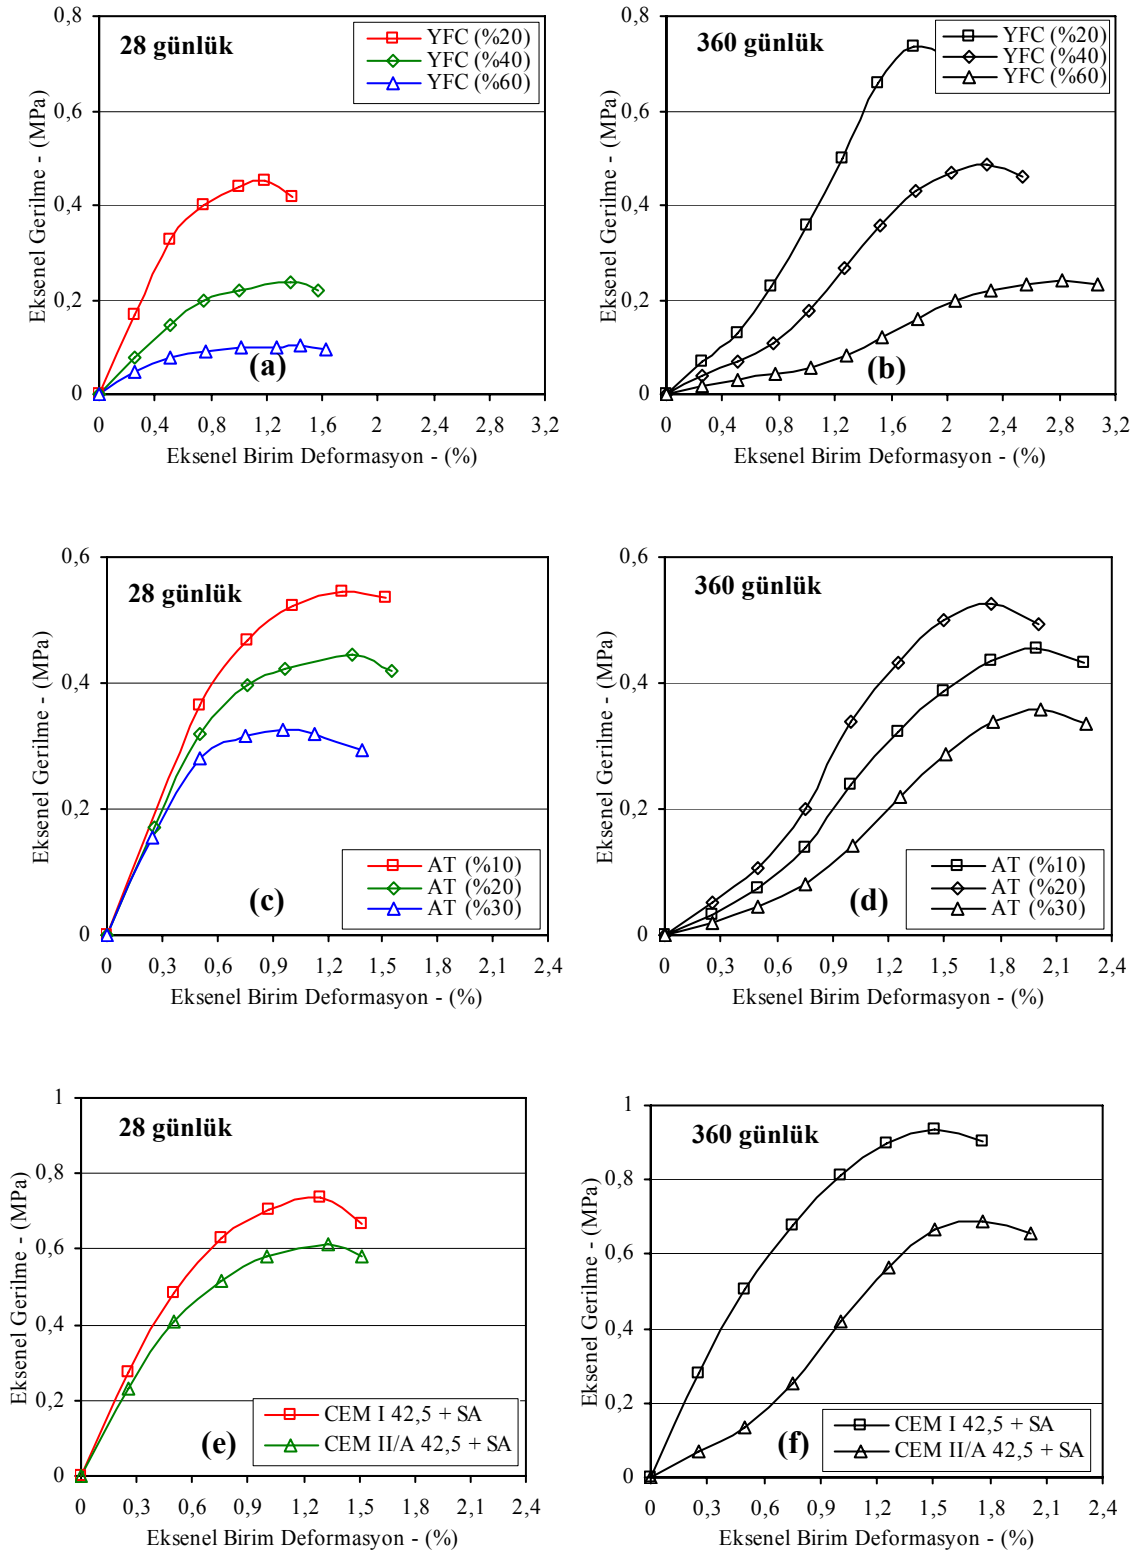 28 günlük
YFC (%20)
YFC (%40)
YFC (%60)
0,8
0,6
0,4
0,2
0
Eksenel Gerilme - (MPa)
(a)
0 0,4 0,8 1,2 1,6 2 2,4 2,8 3,2
Eksenel Birim Deformasyon - (%)
360 günlük
YFC (%20)
YFC (%40)
YFC (%60)
0,8
0,6
0,4
0,2
0
Eksenel Gerilme - (MPa)
(b)
0 0,4 0,8 1,2 1,6 2 2,4 2,8 3,2
Eksenel Birim Deformasyon - (%)
28 günlük
0,6
0,4
0,2
0
Eksenel Gerilme - (MPa)
AT (%10)
AT (%20)
AT (%30)
(c)
0 0,3 0,6 0,9 1,2 1,5 1,8 2,1 2,4
Eksenel Birim Deformasyon - (%)
360 günlük
0,6
0,4
0,2
0
Eksenel Gerilme - (MPa)
AT (%10)
AT (%20)
AT (%30)
(d)
0 0,3 0,6 0,9 1,2 1,5 1,8 2,1 2,4
Eksenel Birim Deformasyon - (%)
28 günlük
1
0,8
0,6
0,4
0,2
0
Eksenel Gerilme - (MPa)
CEM I 42,5 + SA
CEM II/A 42,5 + SA
(e)
0 0,3 0,6 0,9 1,2 1,5 1,8 2,1 2,4
Eksenel Birim Deformasyon - (%)
360 günlük
1
0,8
0,6
0,4
0,2
0
Eksenel Gerilme - (MPa)
CEM I 42,5 + SA
CEM II/A 42,5 + SA
(f)
0 0,3 0,6 0,9 1,2 1,5 1,8 2,1 2,4
Eksenel Birim Deformasyon - (%)